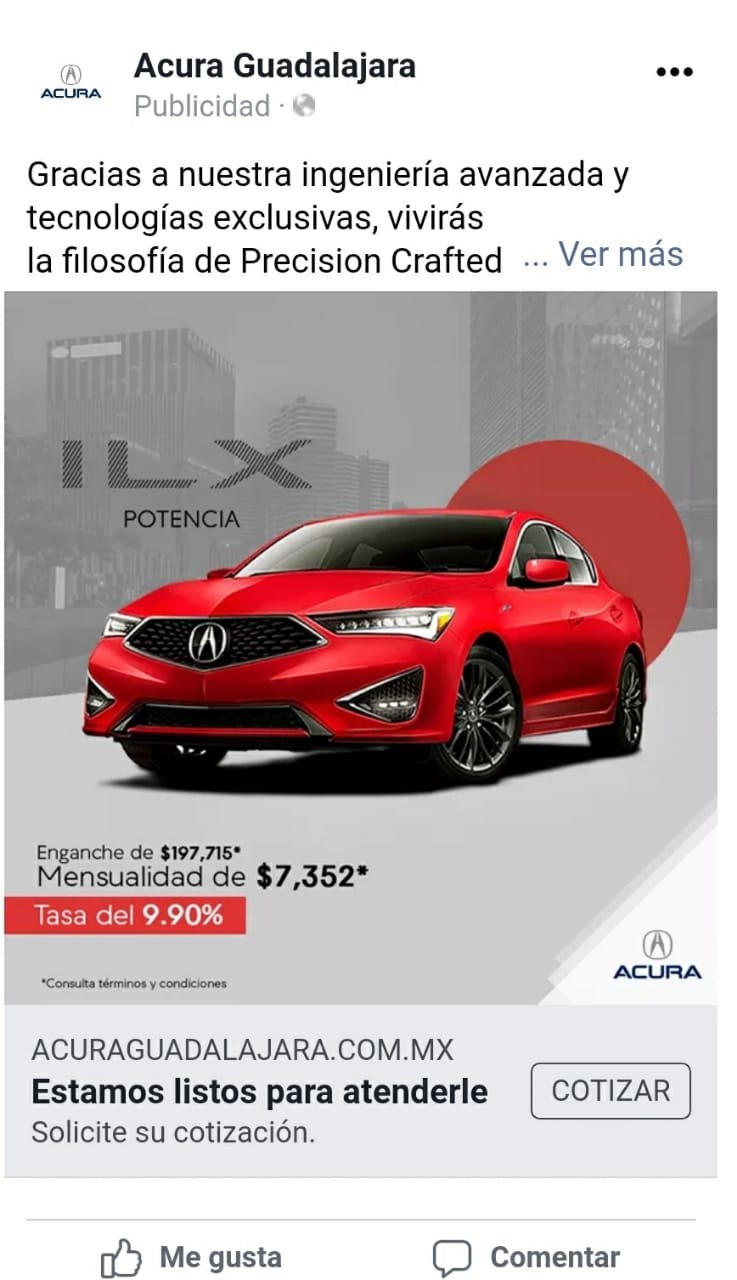 Acura Guadalajara
ACURA
Publicidad ·
Gracias a nuestra ingeniería avanzada y
tecnologías exclusivas, vivirás
la filosofía de Precision Crafted ... Ver más
ILX
POTENCIA
Enganche de $197,715*
Mensualidad de $7,352*
Tasa del 9.90%
*Consulta términos y condiciones
ACURA
ACURAGUADALAJARA.COM.MX
Estamos listos para atenderle
Solicite su cotización.
COTIZAR
Me gusta
Comentar